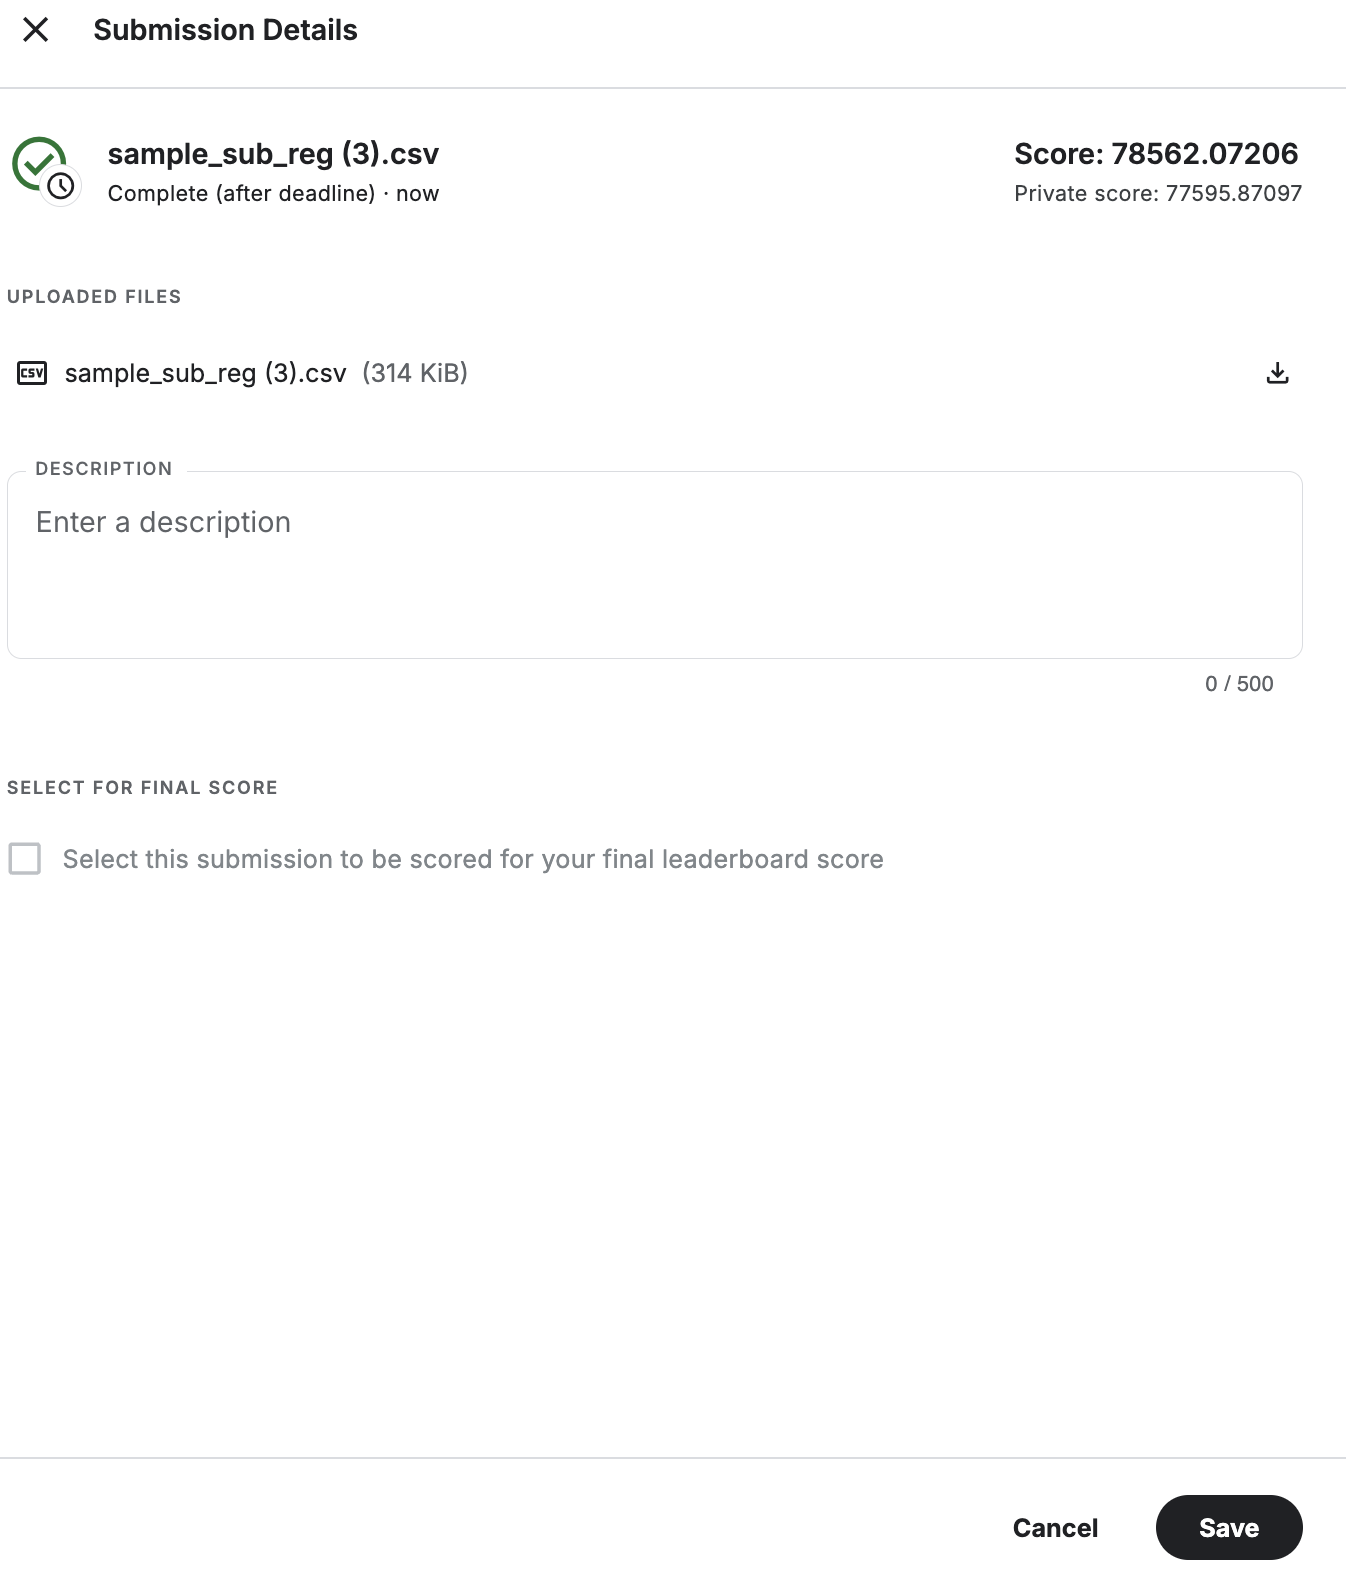 Submission Details
sample_sub_reg (3).csv
Score: 78562.07206
Complete (after deadline) · now
Private score: 77595.87097
UPLOADED FILES
CSV sample_sub_reg (3).csv (314 KiB)
DESCRIPTION
Enter a description
0 / 500
SELECT FOR FINAL SCORE
Select this submission to be scored for your final leaderboard score
Cancel Save